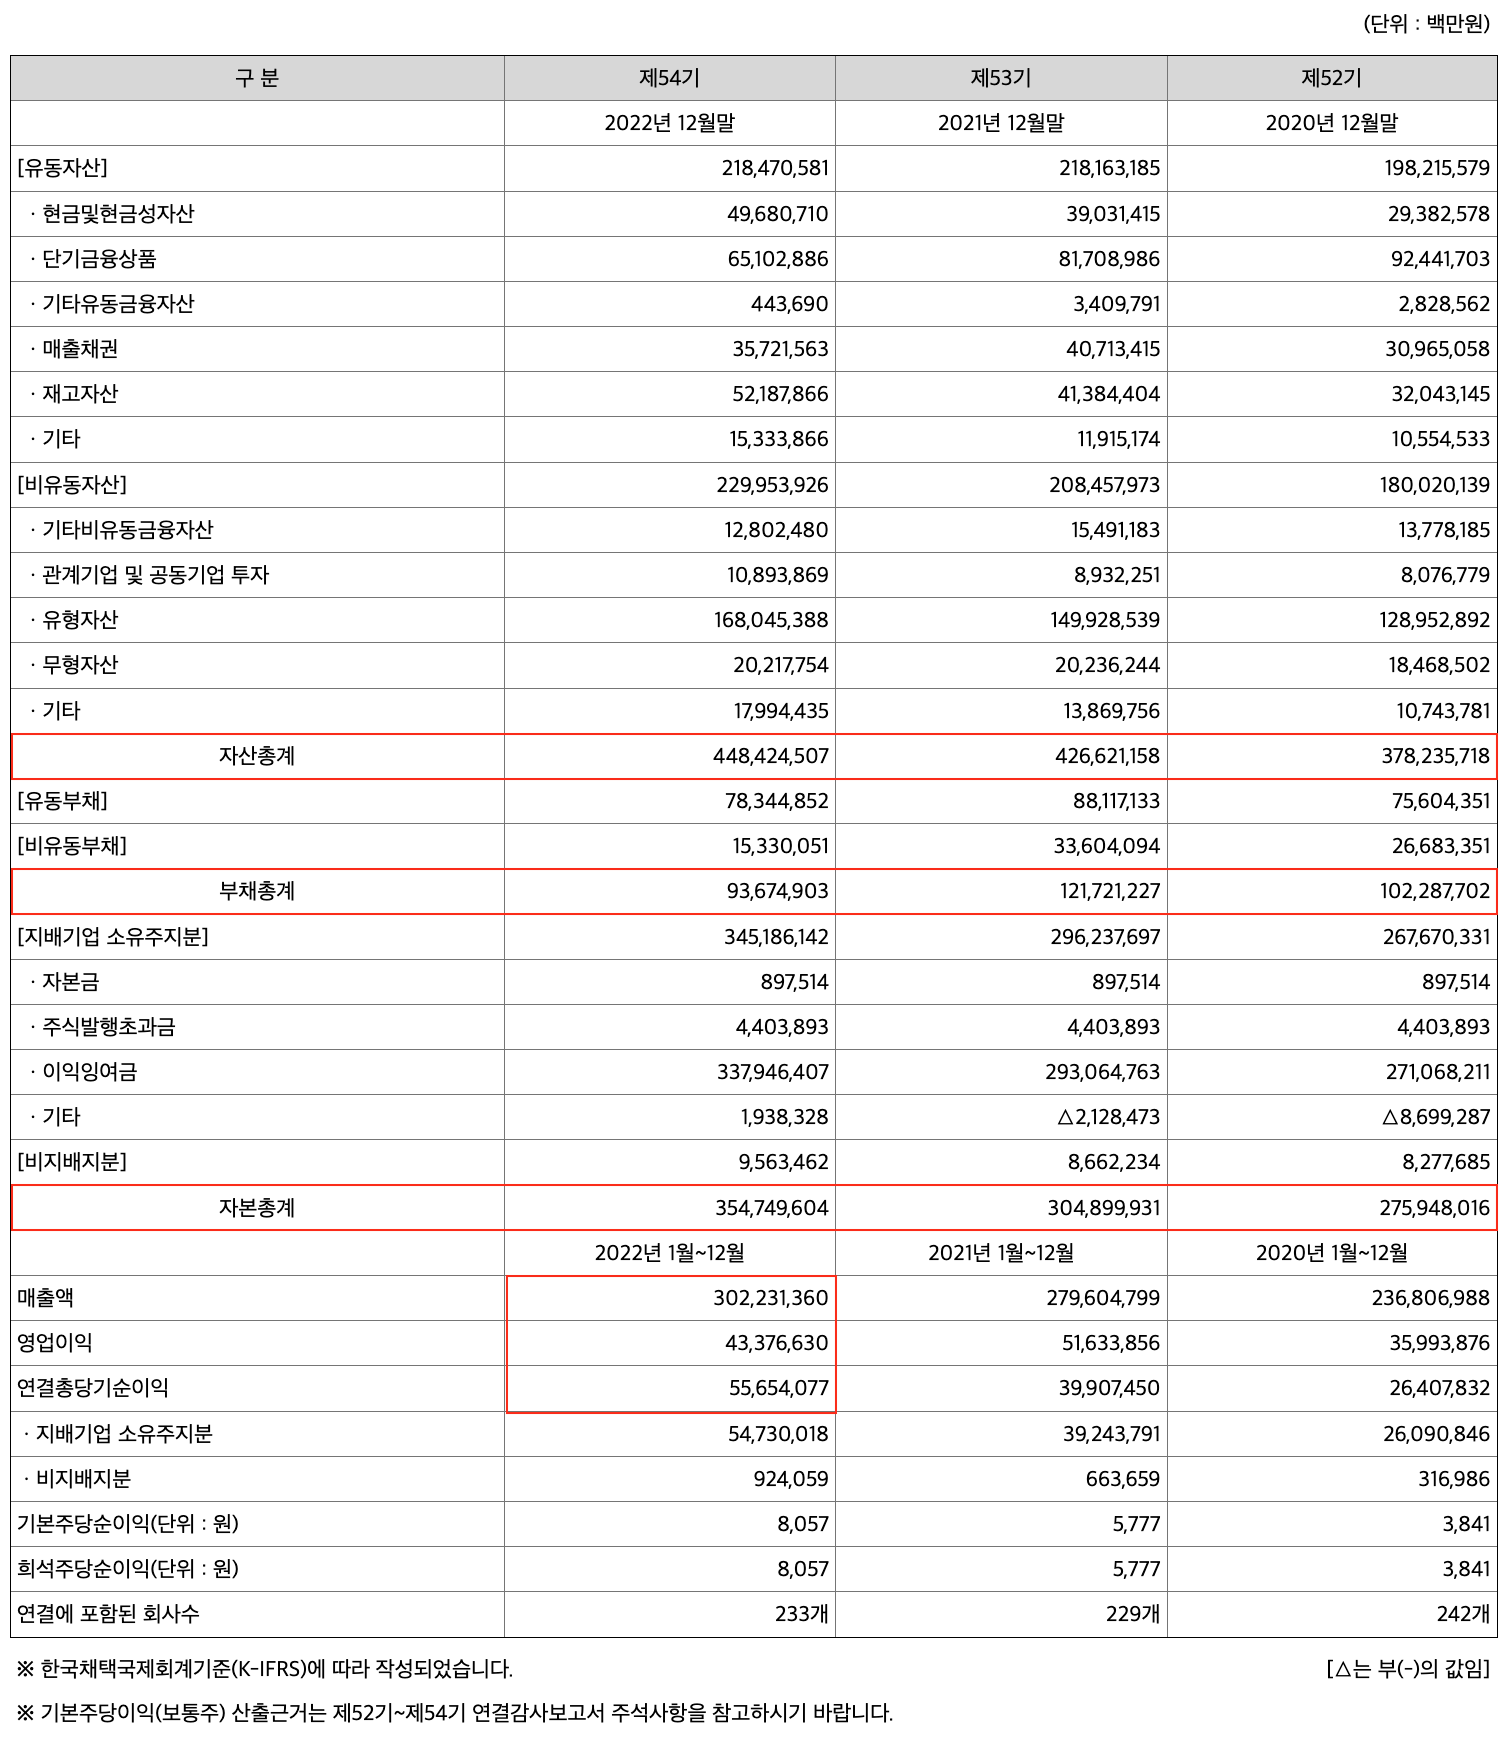 (단위 : 백만원)
구 분 제54기 제53기 제52기
2022년 12월말 2021년 12월말 2020년 12월말
[유동자산] 218,470,581 218,163,185 198,215,579
· 현금및현금성자산 49,680,710 39,031,415 29,382,578
· 단기금융상품 65,102,886 81,708,986 92,441,703
· 기타유동금융자산 443,690 3,409,791 2,828,562
· 매출채권 35,721,563 40,713,415 30,965,058
· 재고자산 52,187,866 41,384,404 32,043,145
· 기타 15,333,866 11,915,174 10,554,533
[비유동자산] 229,953,926 208,457,973 180,020,139
· 기타비유동금융자산 12,802,480 15,491,183 13,778,185
· 관계기업 및 공동기업 투자 10,893,869 8,932,251 8,076,779
· 유형자산 168,045,388 149,928,539 128,952,892
· 무형자산 20,217,754 20,236,244 18,468,502
· 기타 17,994,435 13,869,756 10,743,781
자산총계 448,424,507 426,621,158 378,235,718
[유동부채] 78,344,852 88,117,133 75,604,351
[비유동부채] 15,330,051 33,604,094 26,683,351
부채총계 93,674,903 121,721,227 102,287,702
[지배기업 소유주지분] 345,186,142 296,237,697 267,670,331
· 자본금 897,514 897,514 897,514
· 주식발행초과금 4,403,893 4,403,893 4,403,893
· 이익잉여금 337,946,407 293,064,763 271,068,211
· 기타 1,938,328 △2,128,473 △8,699,287
[비지배지분] 9,563,462 8,662,234 8,277,685
자본총계 354,749,604 304,899,931 275,948,016
2022년 1월~12월 2021년 1월~12월 2020년 1월~12월
매출액 302,231,360 279,604,799 236,806,988
영업이익 43,376,630 51,633,856 35,993,876
연결총당기순이익 55,654,077 39,907,450 26,407,832
· 지배기업 소유주지분 54,730,018 39,243,791 26,090,846
· 비지배지분 924,059 663,659 316,986
기본주당순이익(단위 : 원) 8,057 5,777 3,841
희석주당순이익(단위 : 원) 8,057 5,777 3,841
연결에 포함된 회사수 233개 229개 242개
※ 한국채택국제회계기준(K-IFRS)에 따라 작성되었습니다. [△는 부(-)의 값임]
※ 기본주당이익(보통주) 산출근거는 제52기~제54기 연결감사보고서 주석사항을 참고하시기 바랍니다.